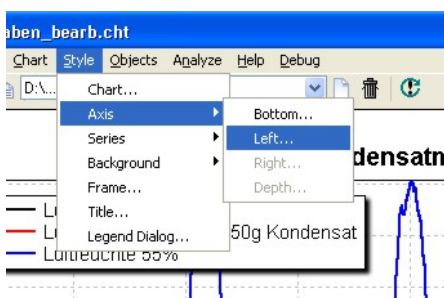 aben_bearb.cht
Chart Style Objects Analyze Help Debug
D:\...
Chart...
Axis
Bottom...
Series
Left...
Background
Right...
densatn
Frame...
Depth...
Title...
Legend Dialog...
50g Kondensat
Luftfeuchte 55%